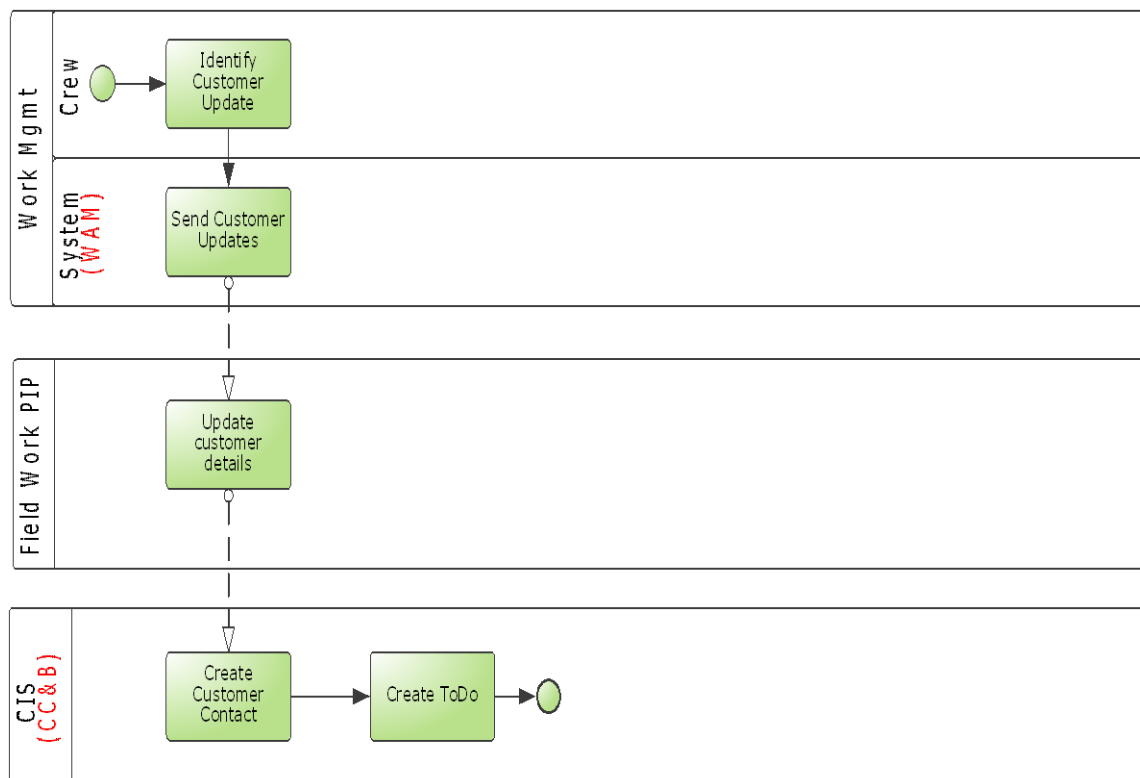 Work Mgmt
Crew
Identify
Customer
Update
System
(WAM)
Send Customer
Updates
Field Work PIP
Update
customer
details
CIS
(CC&B)
Create
Customer
Contact
Create ToDo